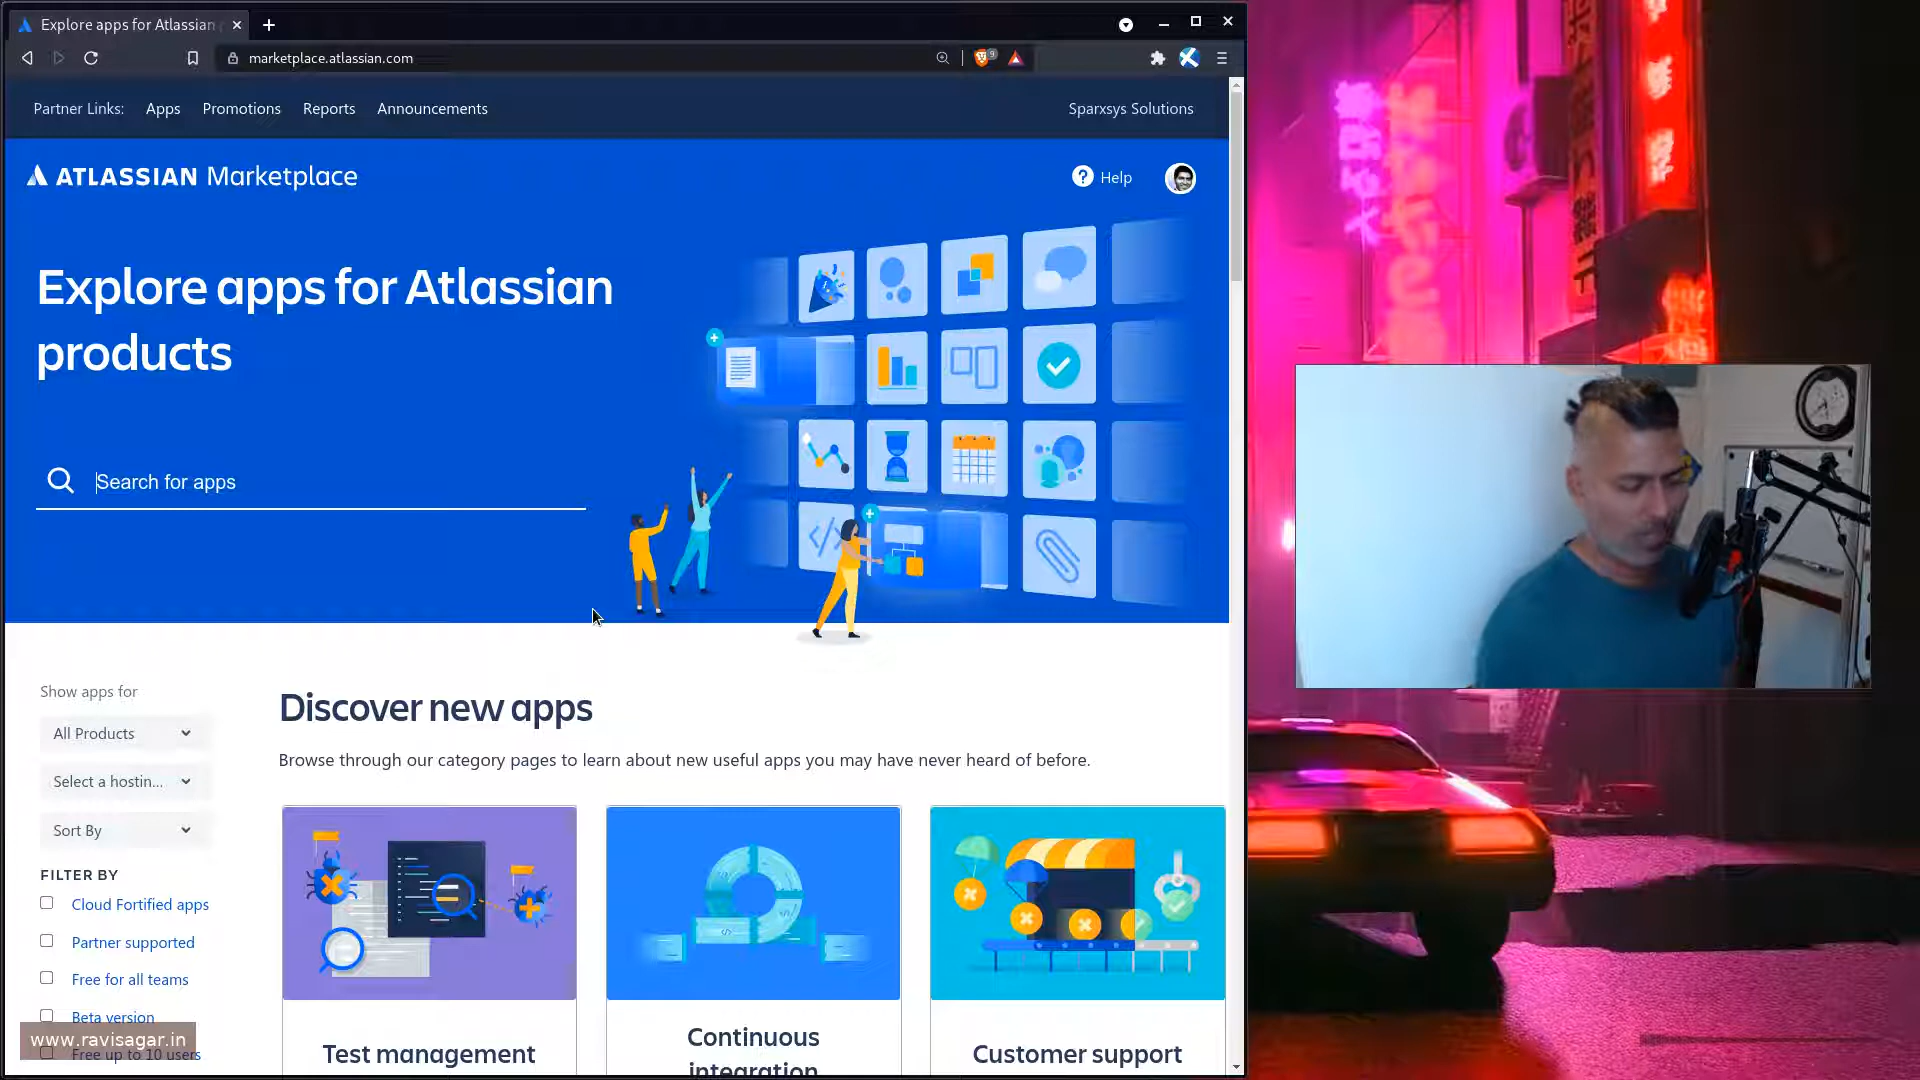 Explore apps for Atlassian
marketplace.atlassian.com
9
Partner Links:
Apps
Promotions
Reports
Announcements
Sparxsys Solutions
ATLASSIAN Marketplace
Help
Explore apps for Atlassian
products
Search for apps
Show apps for
All Products
Select a hostin...
Sort By
FILTER BY
Cloud Fortified apps
Partner supported
Free for all teams
Beta version
Free up to 10 users
Discover new apps
Browse through our category pages to learn about new useful apps you may have never heard of before.
Test management
Continuous
integration
Customer support
www.ravisagar.in